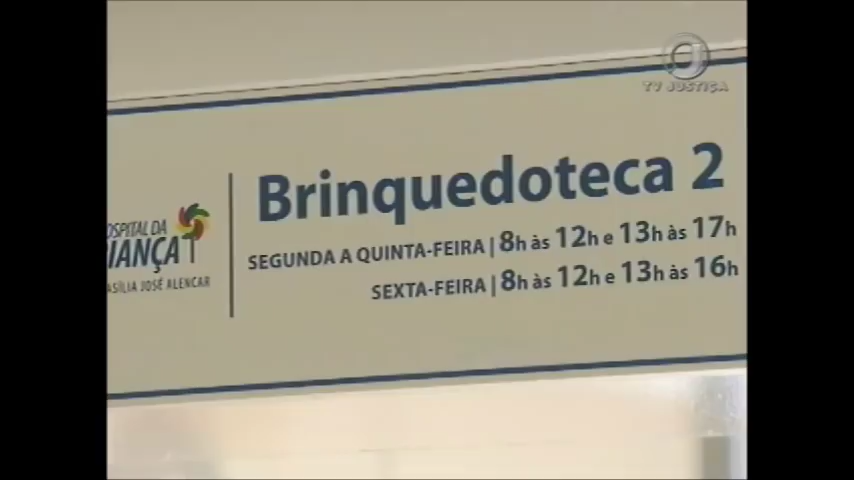 TV JUSTIÇA
Brinquedoteca 2
SEGUNDA A QUINTA-FEIRA | 8h às 12h e 13h às 17h
SEXTA-FEIRA | 8h às 12h e 13h às 16h
OSPITAL DA
IANÇA
ASÍLIA JOSÉ ALENCAR